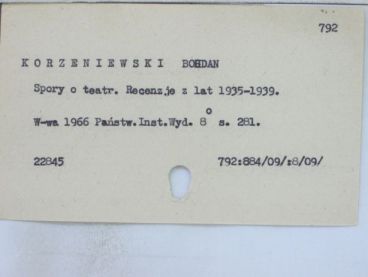 792
KORZENIEWSKI BOHDAN
Spory o teatr. Recenzje z lat 1935-1939.
W-wa 1966 Państw.Inst.Wyd. 8° s. 281.
22845 792:884/09/:8/09/